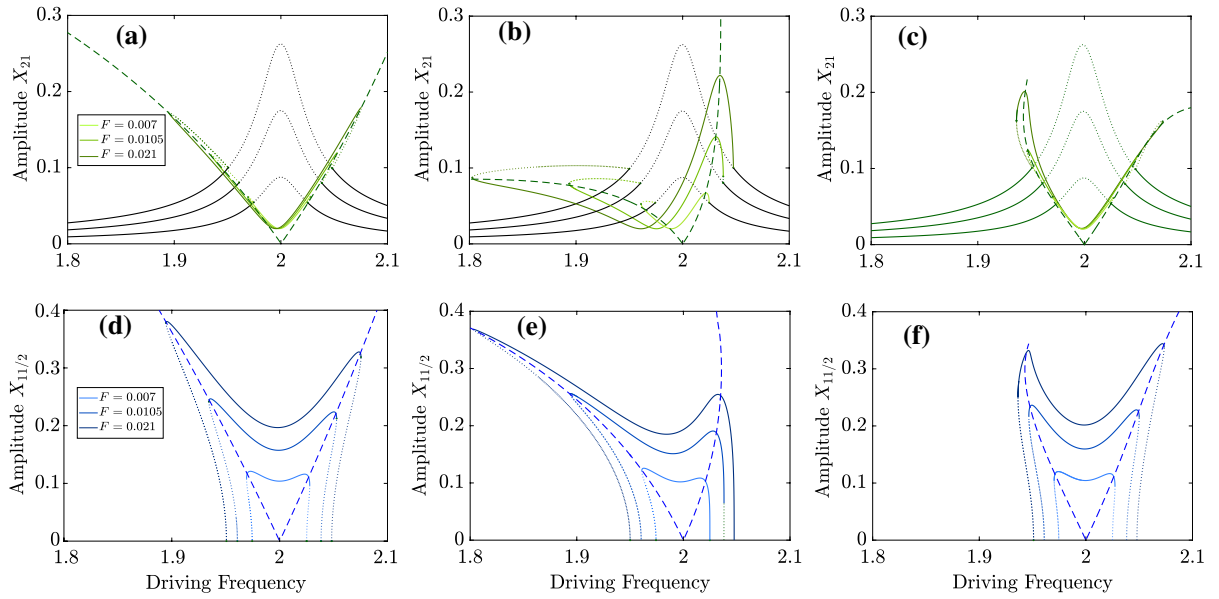 (a)
Amplitude X21
0.3
0.2
0.1
0
F = 0.007
F = 0.0105
F = 0.021
1.8 1.9 2 2.1
(b)
Amplitude X21
0.3
0.2
0.1
0
1.8 1.9 2 2.1
(c)
Amplitude X21
0.3
0.2
0.1
0
1.8 1.9 2 2.1
(d)
Amplitude X11/2
0.4
0.3
0.2
0.1
0
F = 0.007
F = 0.0105
F = 0.021
1.8 1.9 2 2.1
Driving Frequency
(e)
Amplitude X11/2
0.4
0.3
0.2
0.1
0
1.8 1.9 2 2.1
Driving Frequency
(f)
Amplitude X11/2
0.4
0.3
0.2
0.1
0
1.8 1.9 2 2.1
Driving Frequency